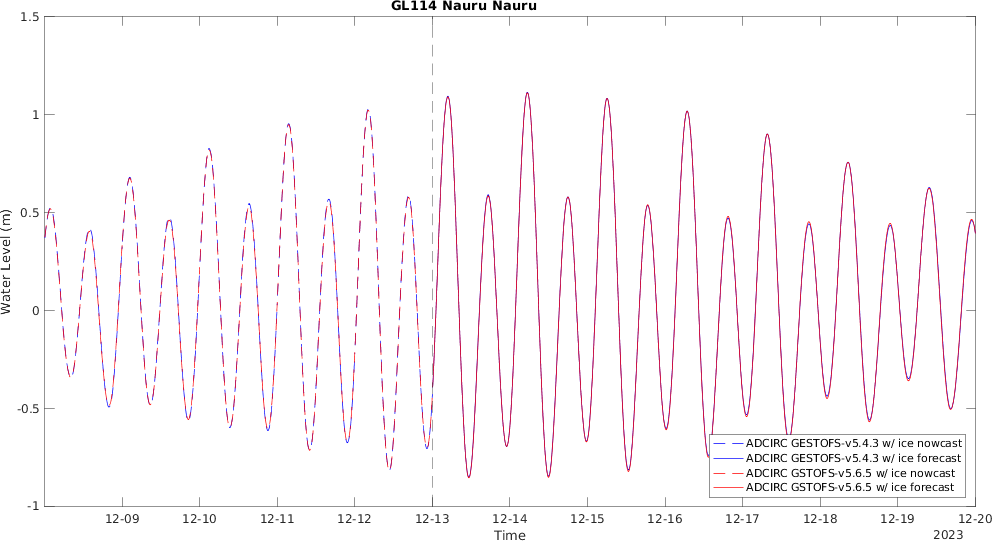 GL114 Nauru Nauru
1.5
1
0.5
0
-0.5
-1
Water Level (m)
12-09
12-10
12-11
12-12
12-13
12-14
12-15
12-16
12-17
12-18
12-19
12-20
Time
2023
ADCIRC GESTOFS-v5.4.3 w/ ice nowcast
ADCIRC GESTOFS-v5.4.3 w/ ice forecast
ADCIRC GSTOFS-v5.6.5 w/ ice nowcast
ADCIRC GSTOFS-v5.6.5 w/ ice forecast